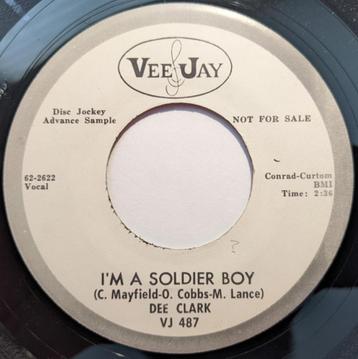 VEE JAY
Disc Jockey
Advance Sample
NOT FOR SALE
62-2622
Vocal
Conrad-Curtom
BMI
Time: 2:36
I'M A SOLDIER BOY
(C. Mayfield-O. Cobbs-M. Lance)
DEE CLARK
VJ 487